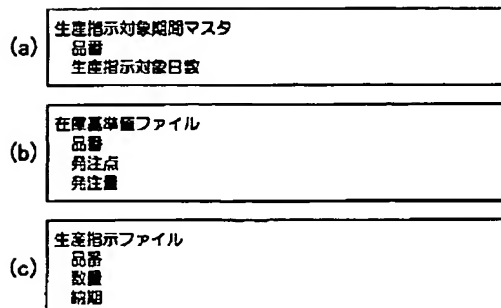 (a)
生産指示対象期間マスタ
品番
生産指示対象日数
(b)
在庫基準値ファイル
品番
発注点
発注量
(c)
生産指示ファイル
品番
数量
納期